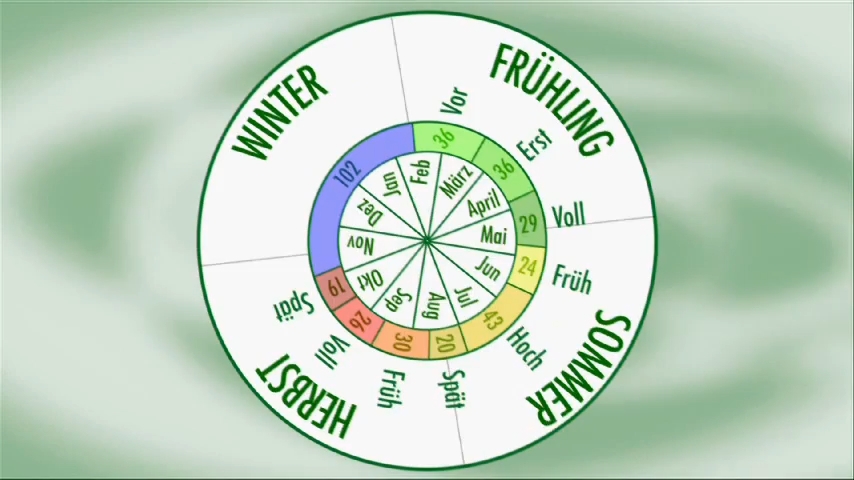 WINTER
FRÜHLING
SOMMER
HERBST
Vor
Erst
Voll
Früh
Hoch
Spät
Früh
Voll
Spät
36
36
29
24
43
20
30
26
19
102
Jan
Feb
März
April
Mai
Jun
Jul
Aug
Sep
Okt
Nov
Dez